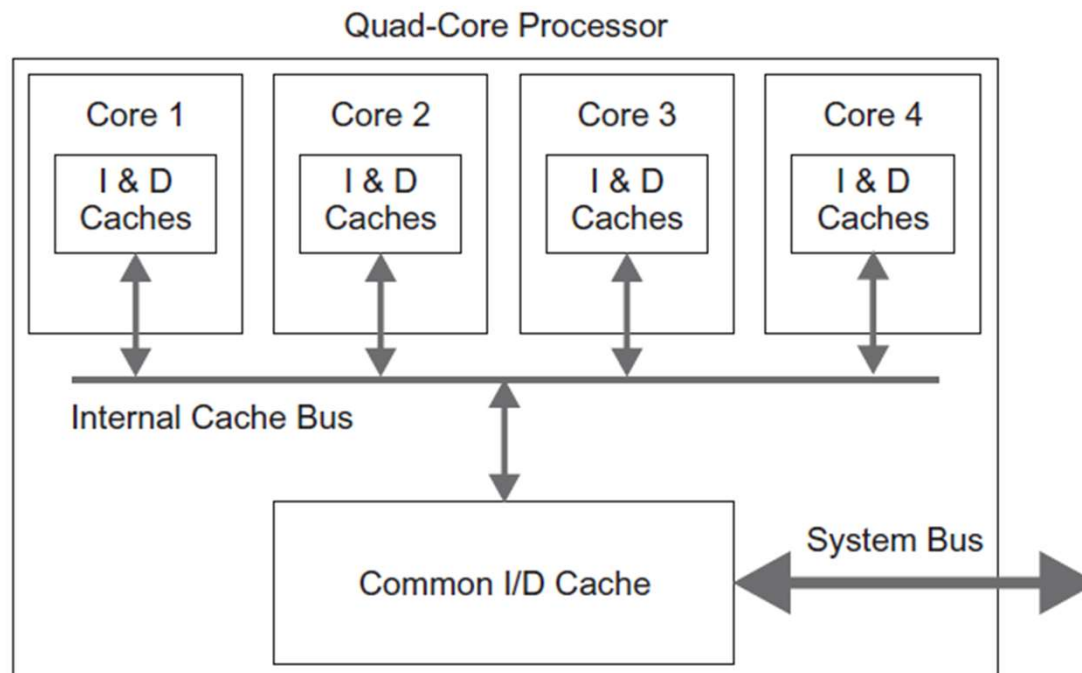 Quad-Core Processor
Core 1
I & D
Caches
Core 2
I & D
Caches
Core 3
I & D
Caches
Core 4
I & D
Caches
Internal Cache Bus
System Bus
Common I/D Cache